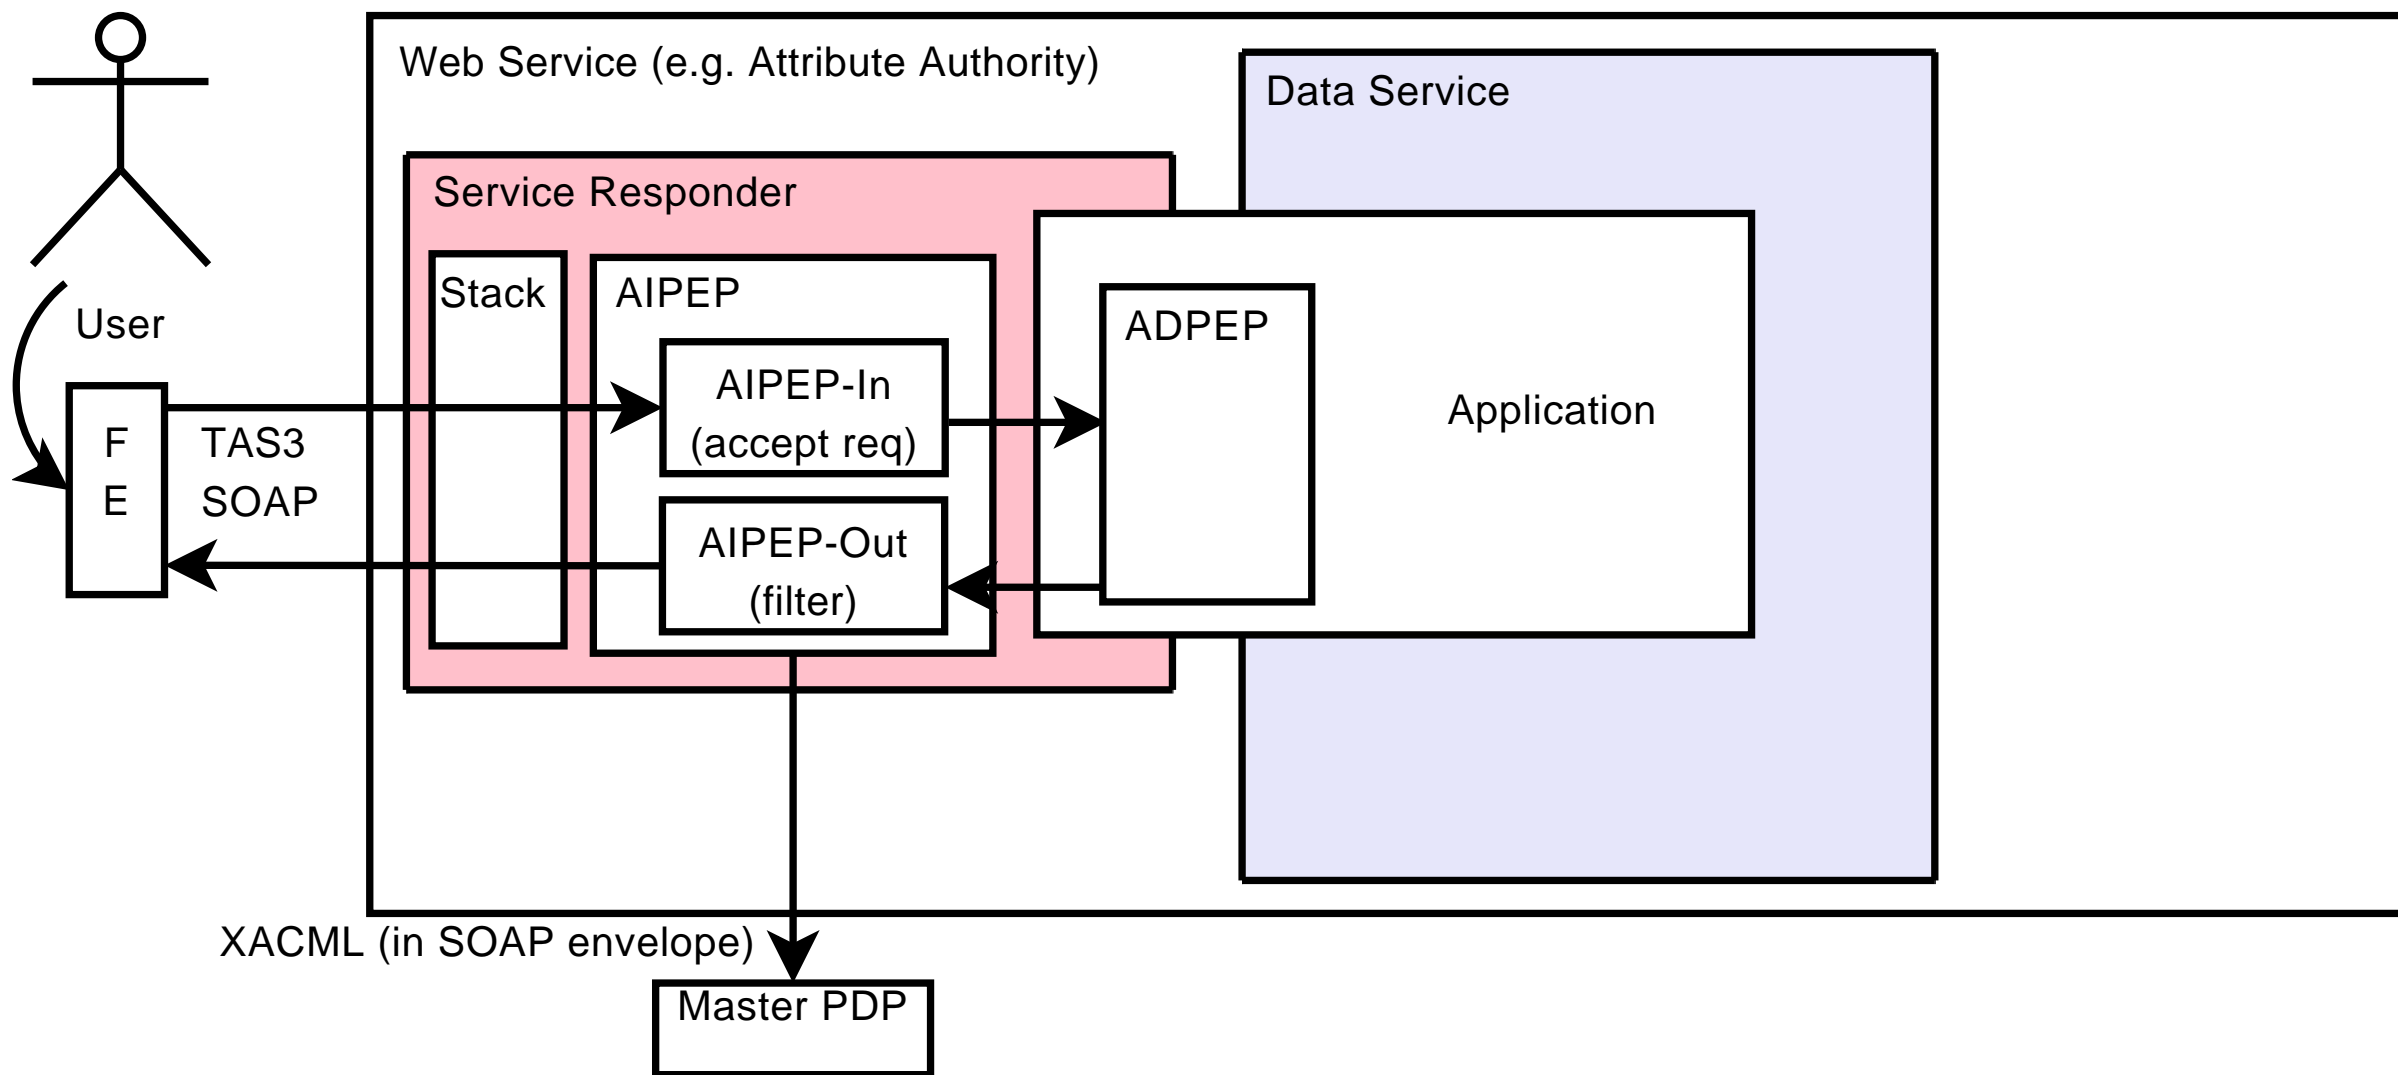 Web Service (e.g. Attribute Authority)
Data Service
Service Responder
Stack
AIPEP
ADPEP
User
AIPEP-In
(accept req)
Application
F
E
TAS3
SOAP
AIPEP-Out
(filter)
XACML (in SOAP envelope)
Master PDP